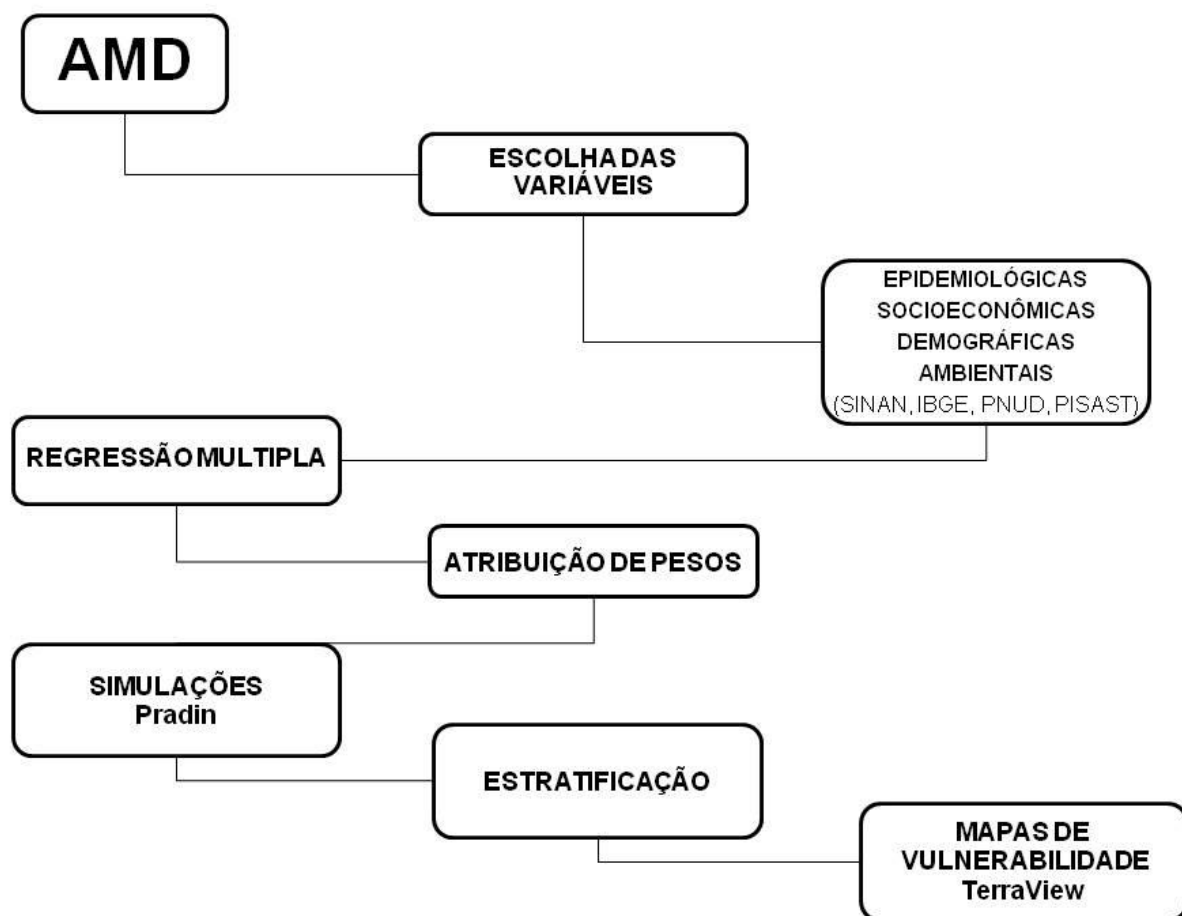 AMD
ESCOLHA DAS
VARIÁVEIS
EPIDEMIOLÓGICAS
SOCIOECONÔMICAS
DEMOGRÁFICAS
AMBIENTAIS
(SINAN, IBGE, PNUD, PISAST)
REGRESSÃO MULTIPLA
ATRIBUIÇÃO DE PESOS
SIMULAÇÕES
Pradin
ESTRATIFICAÇÃO
MAPAS DE
VULNERABILIDADE
TerraView